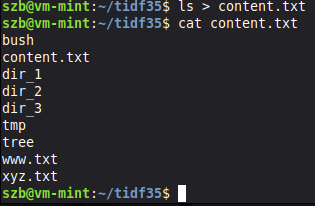 szb@vm-mint:~/tidf35$ ls > content.txt
szb@vm-mint:~/tidf35$ cat content.txt
bush
content.txt
dir_1
dir_2
dir_3
tmp
tree
www.txt
xyz.txt
szb@vm-mint:~/tidf35$